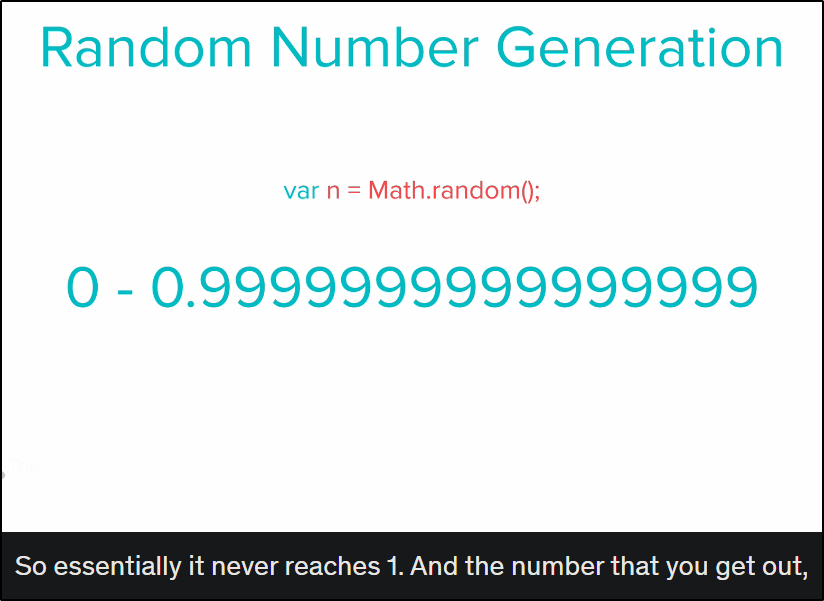 Random Number Generation
var n = Math.random();
0 - 0.9999999999999999
So essentially it never reaches 1. And the number that you get out,